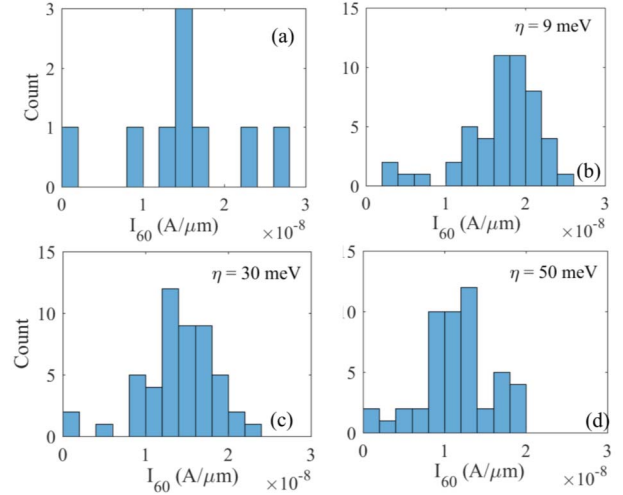 3
2
1
0
Count
(a)
0 1 2 3
I60 (A/μm)
×10-8
15
10
5
0
η = 9 meV
(b)
0 1 2 3
I60 (A/μm)
×10-8
15
10
5
0
Count
η = 30 meV
(c)
0 1 2 3
I60 (A/μm)
×10-8
15
10
5
0
η = 50 meV
(d)
0 1 2 3
I60 (A/μm)
×10-8